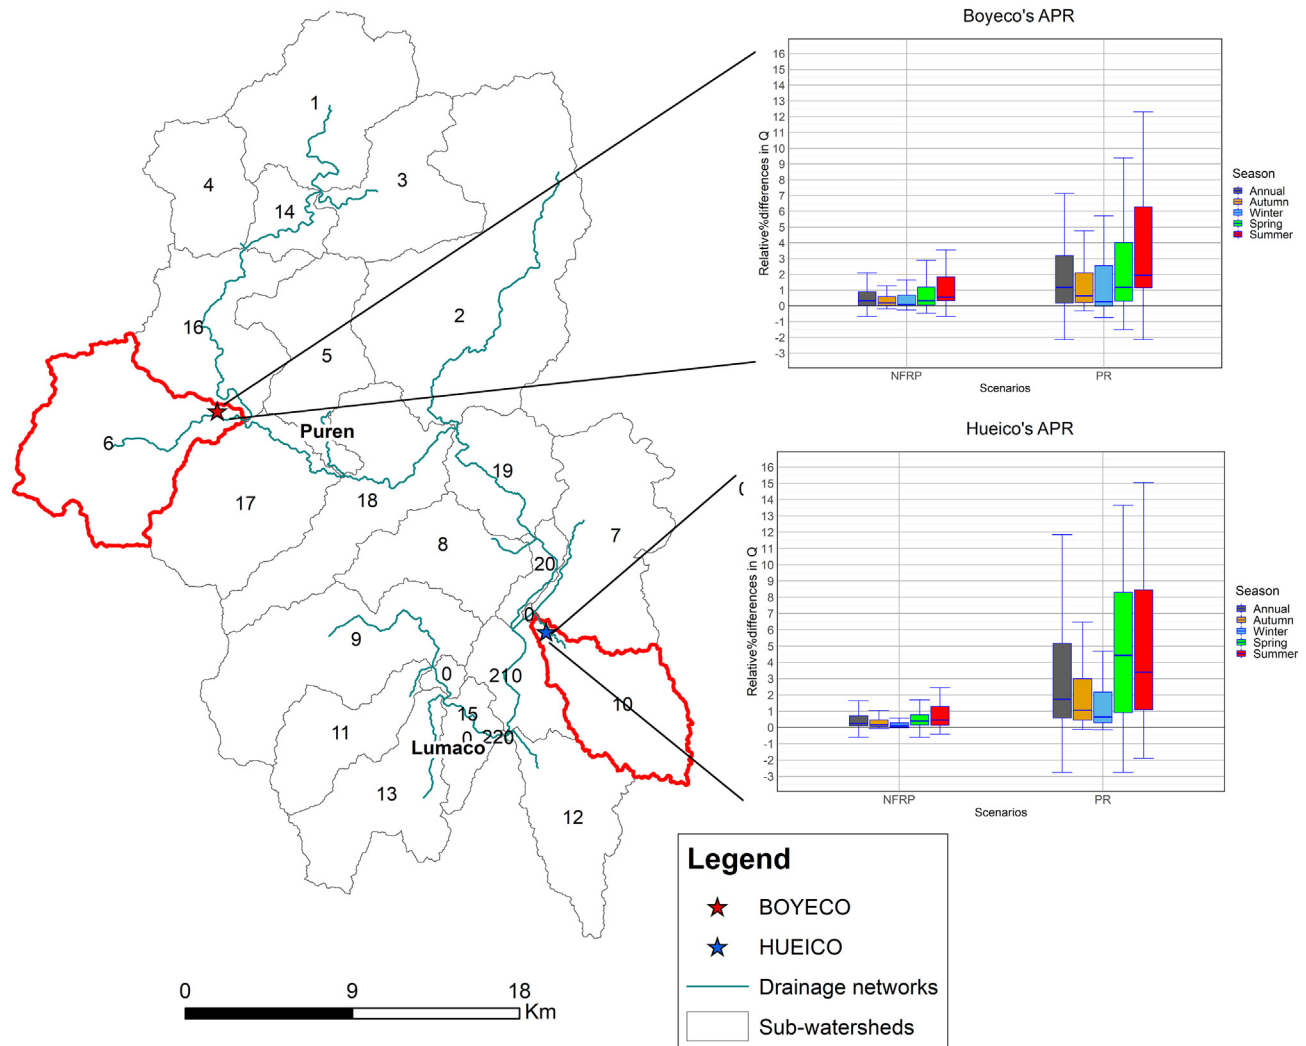 1
4
3
14
2
16
5
6
Puren
17
18
19
7
8
20
0
9
210
0
10
11
15
0
220
Lumaco
13
12
Boyeco's APR
16
15
14
13
12
11
10
9
8
7
6
5
4
3
2
1
0
-1
-2
-3
Relative%differences in Q
NFRP
PR
Scenarios
Season
Annual
Autumn
Winter
Spring
Summer
Hueico's APR
16
15
14
13
12
11
10
9
8
7
6
5
4
3
2
1
0
-1
-2
-3
Relative%differences in Q
NFRP
PR
Scenarios
Season
Annual
Autumn
Winter
Spring
Summer
Legend
BOYECO
HUEICO
Drainage networks
Sub-watersheds
0 9 18
Km